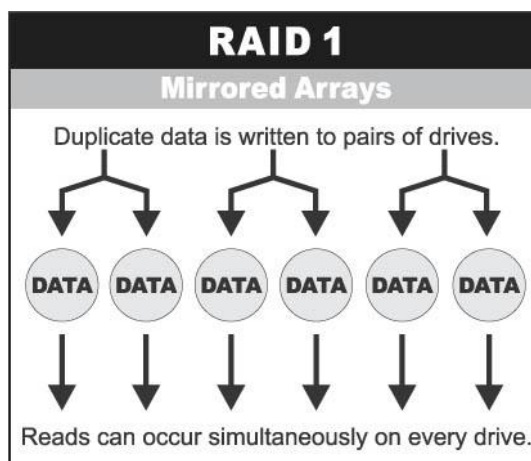 RAID 1
Mirrored Arrays
Duplicate data is written to pairs of drives.
DATA DATA DATA DATA DATA DATA
Reads can occur simultaneously on every drive.